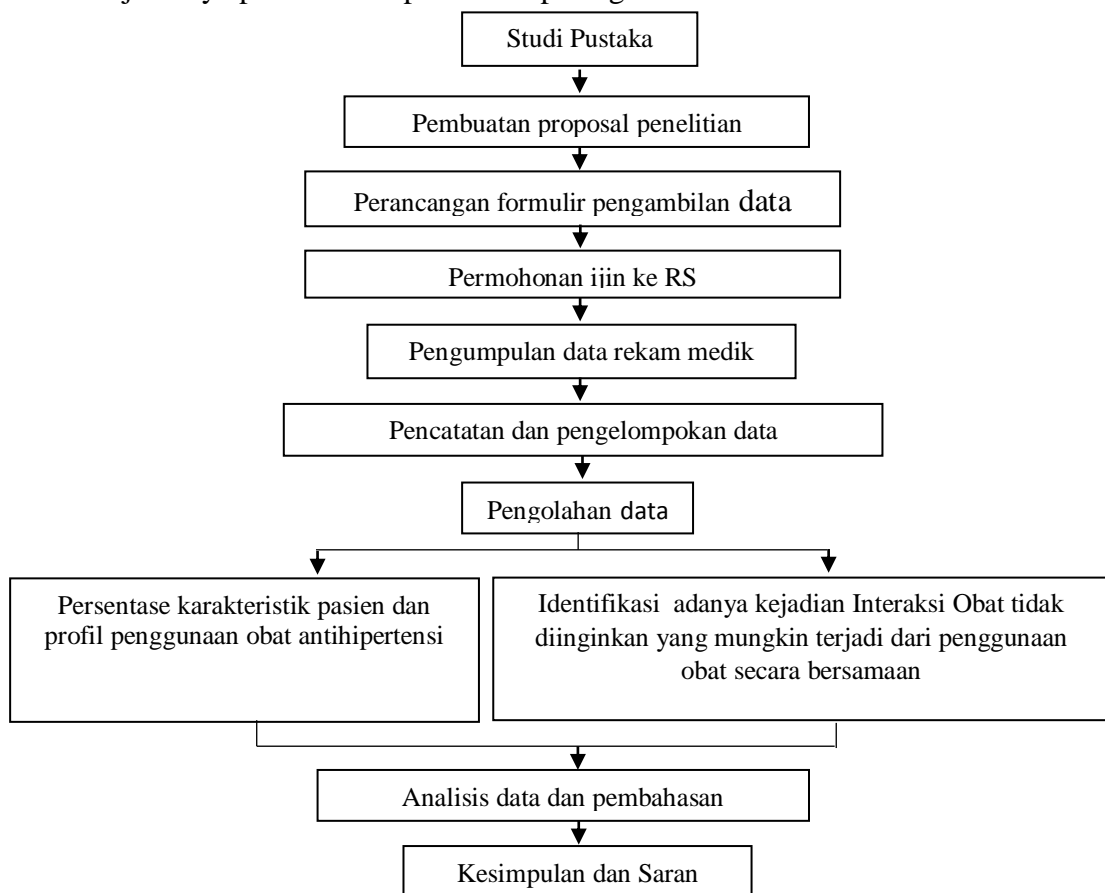 Studi Pustaka
Pembuatan proposal penelitian
Perancangan formulir pengambilan data
Permohonan ijin ke RS
Pengumpulan data rekam medik
Pencatatan dan pengelompokan data
Pengolahan data
Persentase karakteristik pasien dan
profil penggunaan obat antihipertensi
Identifikasi adanya kejadian Interaksi Obat tidak
diinginkan yang mungkin terjadi dari penggunaan
obat secara bersamaan
Analisis data dan pembahasan
Kesimpulan dan Saran